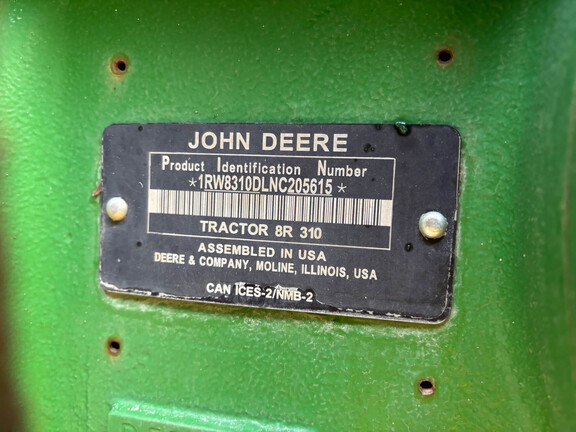 JOHN DEERE
Product Identification Number
*1RW8310DLNC205615*
TRACTOR 8R 310
ASSEMBLED IN USA
DEERE & COMPANY, MOLINE, ILLINOIS, USA
CAN ICES-2/NMB-2